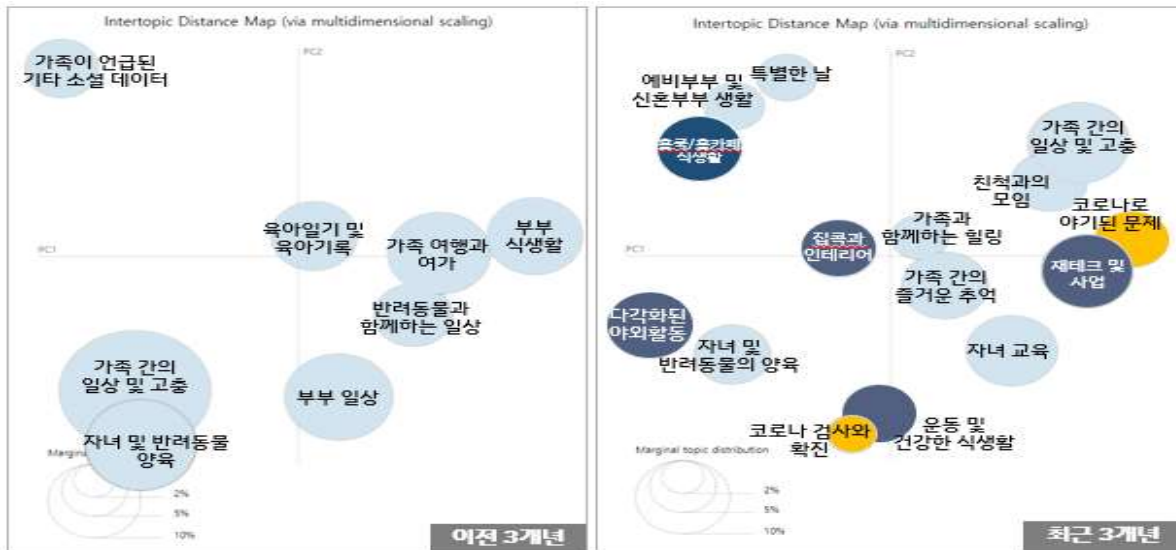 Intertopic Distance Map (via multidimensional scaling)
PC2
가족이 언급된
기타 소셜 데이터
육아일기 및
육아기록
PC1
가족 여행과
여가
부부
식생활
반려동물과
함께하는 일상
가족 간의
일상 및 고충
부부 일상
자녀 및 반려동물
양육
2%
5%
10%
이전 3개년
Intertopic Distance Map (via multidimensional scaling)
PC2
특별한 날
예비부부 및
신혼부부 생활
홈쿡/홈카페
식생활
가족 간의
일상 및 고충
친척과의
모임
코로나로
야기된 문제
가족과
함께하는 힐링
PC1
집콕과
인테리어
재테크 및
사업
가족 간의
즐거운 추억
다각화된
야외활동
자녀 및
반려동물의 양육
자녀 교육
코로나 검사와
확진
운동 및
건강한 식생활
Marginal topic distribution
2%
5%
10%
최근 3개년